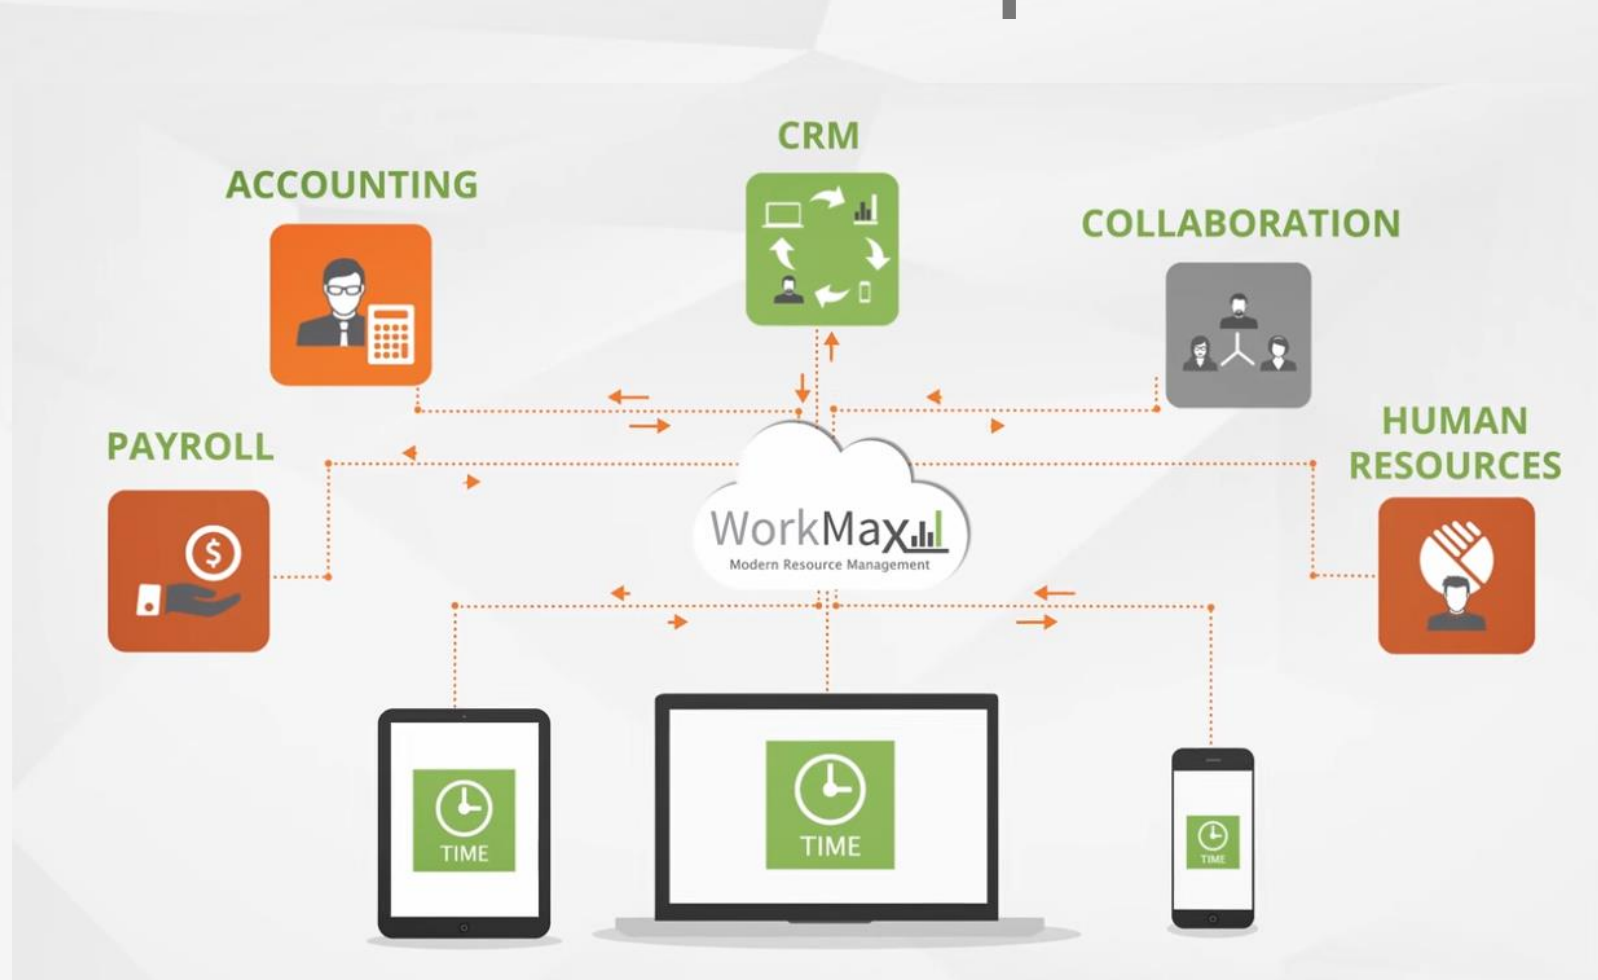 CRM
ACCOUNTING
COLLABORATION
PAYROLL
HUMAN
RESOURCES
$
WorkMax
Modern Resource Management
TIME
TIME
TIME